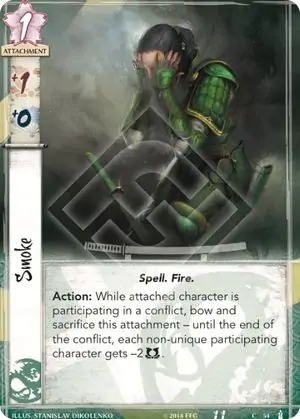 1
ATTACHMENT
+1
+0
Smoke
Spell. Fire.
Action: While attached character is
participating in a conflict, bow and
sacrifice this attachment – until the end
of the conflict, each non-unique participating
character gets –2.
ILLUS. STANISLAV DIKOLENKO
© 2018 FFG
11
C 54